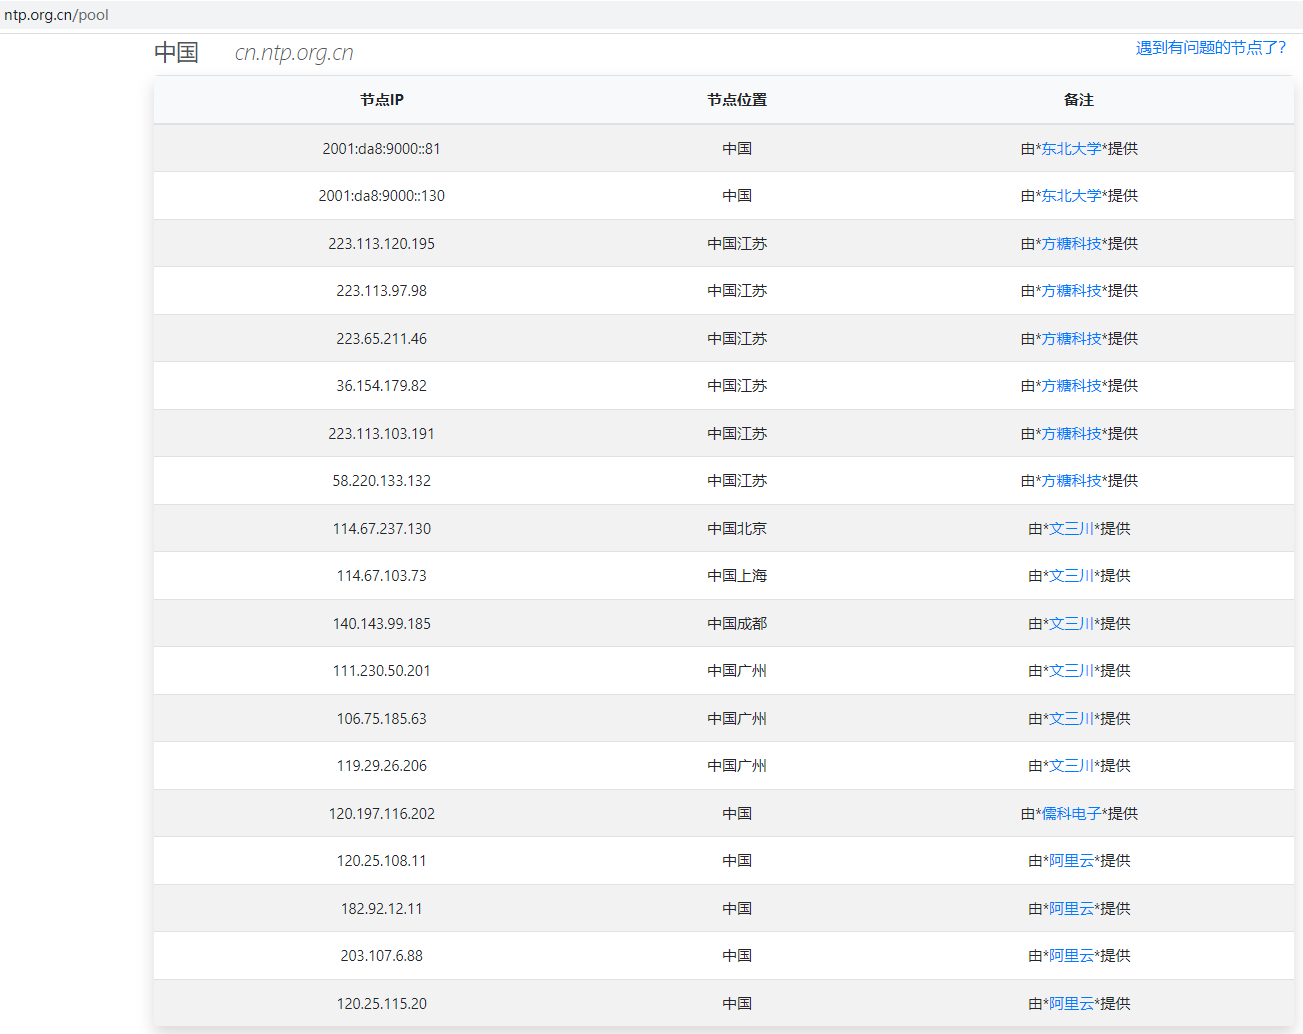 ntp.org.cn/pool
中国 cn.ntp.org.cn 遇到有问题的节点了?
节点IP 节点位置 备注
2001:da8:9000::81 中国 由*东北大学*提供
2001:da8:9000::130 中国 由*东北大学*提供
223.113.120.195 中国江苏 由*方糖科技*提供
223.113.97.98 中国江苏 由*方糖科技*提供
223.65.211.46 中国江苏 由*方糖科技*提供
36.154.179.82 中国江苏 由*方糖科技*提供
223.113.103.191 中国江苏 由*方糖科技*提供
58.220.133.132 中国江苏 由*方糖科技*提供
114.67.237.130 中国北京 由*文三川*提供
114.67.103.73 中国上海 由*文三川*提供
140.143.99.185 中国成都 由*文三川*提供
111.230.50.201 中国广州 由*文三川*提供
106.75.185.63 中国广州 由*文三川*提供
119.29.26.206 中国广州 由*文三川*提供
120.197.116.202 中国 由*儒科电子*提供
120.25.108.11 中国 由*阿里云*提供
182.92.12.11 中国 由*阿里云*提供
203.107.6.88 中国 由*阿里云*提供
120.25.115.20 中国 由*阿里云*提供